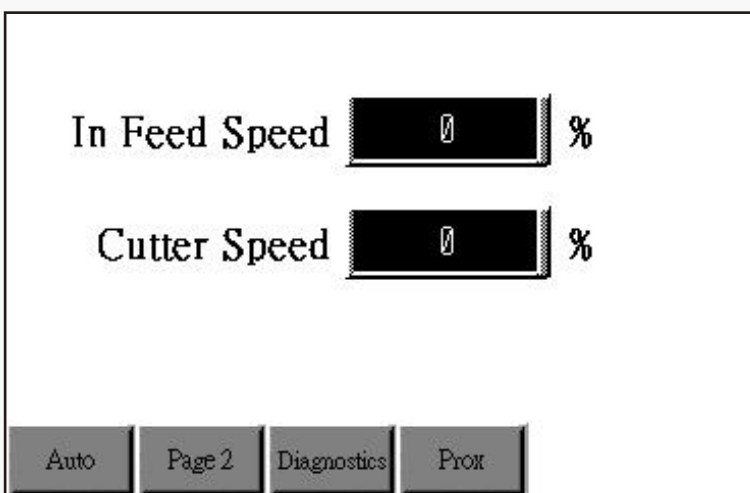 In Feed Speed 0 %
Cutter Speed 0 %
Auto Page 2 Diagnostics Prox